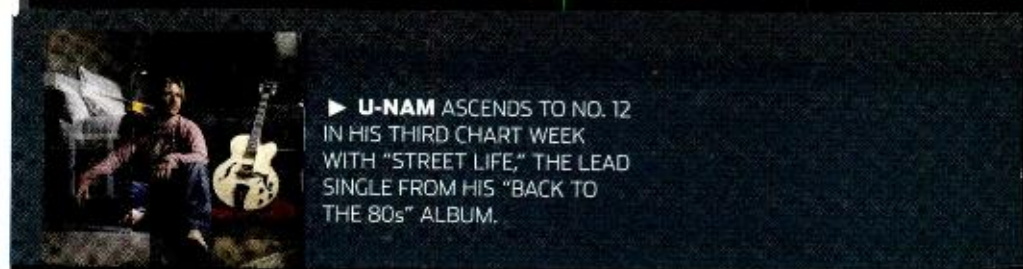 ► U-NAM ASCENDS TO NO. 12
IN HIS THIRD CHART WEEK
WITH "STREET LIFE," THE LEAD
SINGLE FROM HIS "BACK TO
THE 80s" ALBUM.